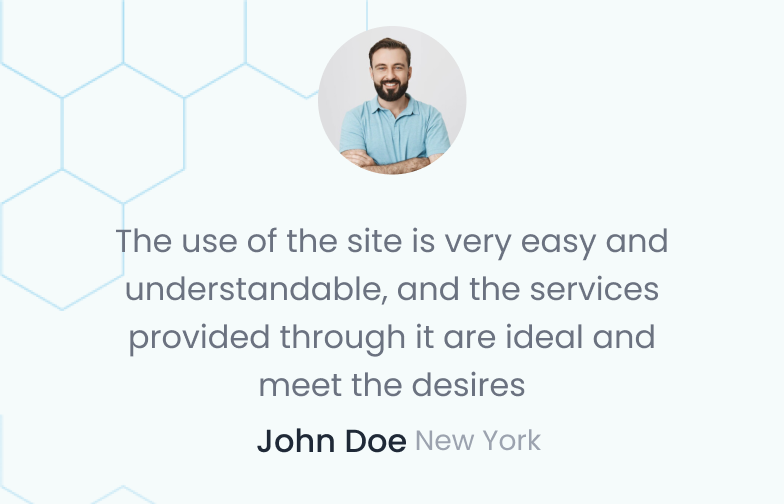 The use of the site is very easy and
understandable, and the services
provided through it are ideal and
meet the desires
John Doe New York